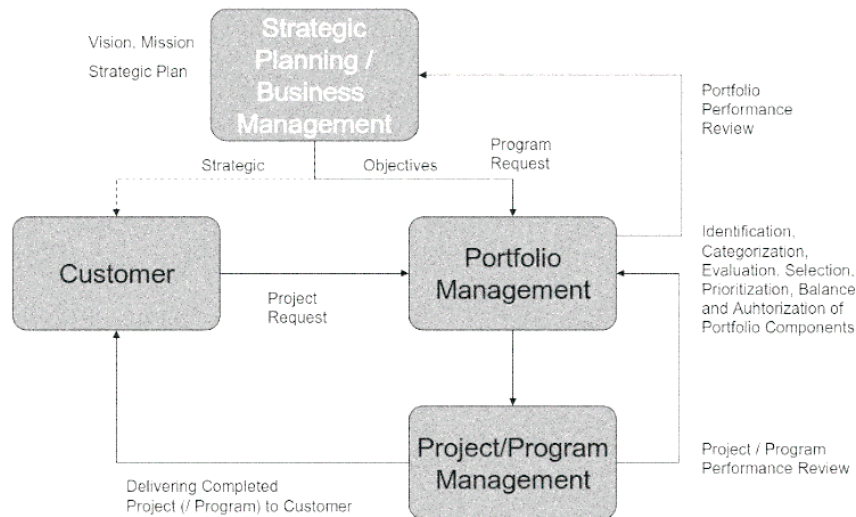 Vision, Mission
Strategic Plan
Strategic
Planning /
Business
Management
Portfolio
Performance
Review
Strategic
Objectives
Program
Request
Customer
Project
Request
Portfolio
Management
Identification,
Categorization,
Evaluation. Selection,
Prioritization, Balance
and Auhtorization of
Portfolio Components
Project/Program
Management
Project / Program
Performance Review
Delivering Completed
Project (/ Program) to Customer